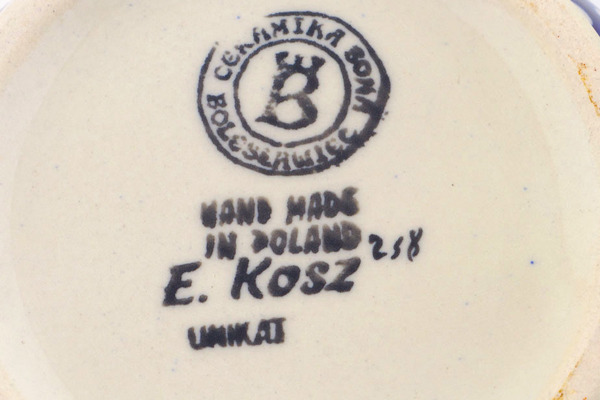 CERAMIKA BONA
BOLESŁAWIEC
B
HAND MADE
IN POLAND 258
E. KOSZ
UNIKAT